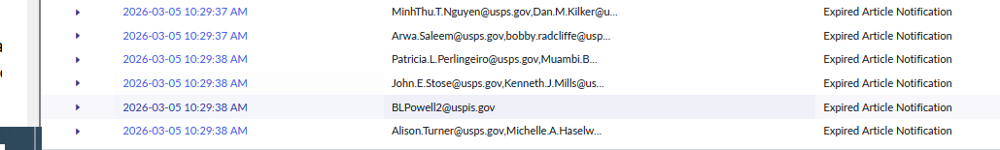 2026-03-05 10:29:37 AM MinhThu.T.Nguyen@usps.gov,Dan.M.Kilker@u... Expired Article Notification
2026-03-05 10:29:37 AM Arwa.Saleem@usps.gov,bobby.radcliffe@usp... Expired Article Notification
2026-03-05 10:29:38 AM Patricia.L.Perlingeiro@usps.gov,Muambi.B... Expired Article Notification
2026-03-05 10:29:38 AM John.E.Stose@usps.gov,Kenneth.J.Mills@us... Expired Article Notification
2026-03-05 10:29:38 AM BLPowell2@uspis.gov Expired Article Notification
2026-03-05 10:29:38 AM Alison.Turner@usps.gov,Michelle.A.Haselw... Expired Article Notification